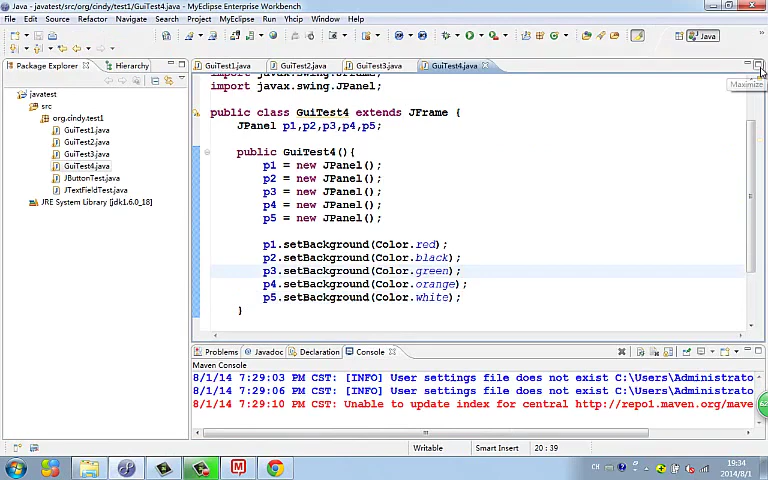 Java - javatest/src/org/cindy/test1/GuiTest4.java - MyEclipse Enterprise Workbench
File Edit Source Refactor Navigate Search Project MyEclipse Run Yhcip Window Help
Java
Package Explorer Hierarchy
GuiTest1.java GuiTest2.java GuiTest3.java GuiTest4.java
Maximize
javatest
src
org.cindy.test1
GuiTest1.java
GuiTest2.java
GuiTest3.java
GuiTest4.java
JButtonTest.java
JTextFieldTest.java
JRE System Library [jdk1.6.0_18]
import javax.swing.JFrame;
import javax.swing.JPanel;
public class GuiTest4 extends JFrame {
JPanel p1,p2,p3,p4,p5;
public GuiTest4(){
p1 = new JPanel();
p2 = new JPanel();
p3 = new JPanel();
p4 = new JPanel();
p5 = new JPanel();
p1.setBackground(Color.red);
p2.setBackground(Color.black);
p3.setBackground(Color.green);
p4.setBackground(Color.orange);
p5.setBackground(Color.white);
}
Problems Javadoc Declaration Console
Maven Console
8/1/14 7:29:03 PM CST: [INFO] User settings file does not exist C:\Users\Administrato
8/1/14 7:29:06 PM CST: [INFO] User settings file does not exist C:\Users\Administrato
8/1/14 7:29:10 PM CST: Unable to update index for central http://repo1.maven.org/mave
Writable Smart Insert 20 : 39
CH
19:34
2014/8/1